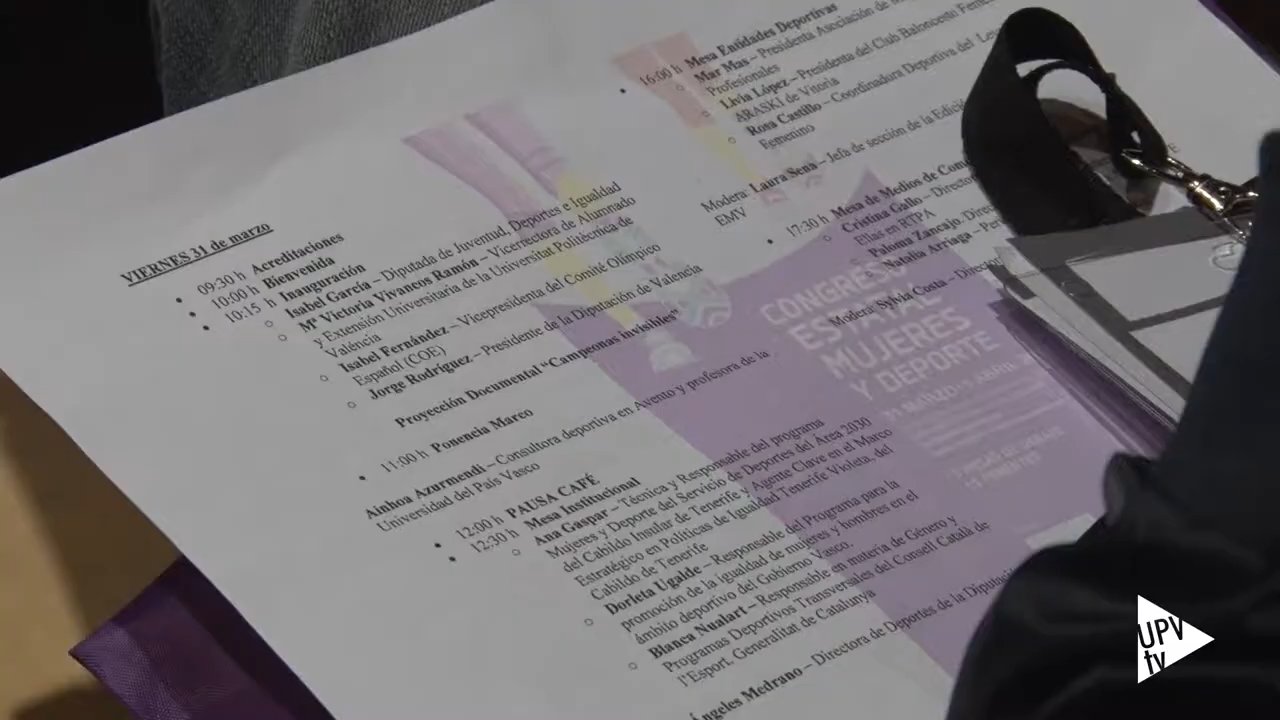 VIERNES 31 de marzo
09:30 h Acreditaciones
10:00 h Bienvenida
10:15 h Inauguración
Isabel García – Diputada de Juventud, Deportes e Igualdad
Mª Victoria Vivancos Ramón – Vicerrectora de Alumnado
y Extensión Universitaria de la Universitat Politècnica de
València
Isabel Fernández – Vicepresidenta del Comité Olímpico
Español (COE)
Jorge Rodríguez – Presidente de la Diputación de Valencia
Proyección Documental "Campeonas invisibles"
11:00 h Ponencia Marco
Ainhoa Azurmendi – Consultora deportiva en Avento y profesora de la
Universidad del País Vasco
12:00 h PAUSA CAFÉ
12:30 h Mesa Institucional
Ana Gaspar – Técnica y Responsable del programa
Mujeres y Deporte del Servicio de Deportes del Área 2030
del Cabildo Insular de Tenerife y Agente Clave en el Marco
Estratégico en Políticas de Igualdad Tenerife Violeta, del
Cabildo de Tenerife
Dorleta Ugalde – Responsable del Programa para la
promoción de la igualdad de mujeres y hombres en el
ámbito deportivo del Gobierno Vasco.
Blanca Nualart – Responsable en materia de Género y
Programas Deportivos Transversales del Consell Català de
l'Esport. Generalitat de Catalunya
Ángeles Medrano – Directora de Deportes de la Diputació
16:00 h Mesa Entidades Deportivas
Mar Mas – Presidenta Asociación de
Profesionales
Livia López – Presidenta del Club Baloncesto
ARASKI de Vitoria
Rosa Castillo – Coordinadora Deportiva del
Femenino
Modera: Laura Sena – Jefa de sección de la Edició
EMV
17:30 h Mesa de Medios de
Cristina Gallo – Director
Ellas en RTPA
Paloma Zancajo.
Natalia Arriaga –
Modera: Sylvia Costa –
CONGRESO
ESTATAL
MUJERES
Y DEPORTE
UPV
tv